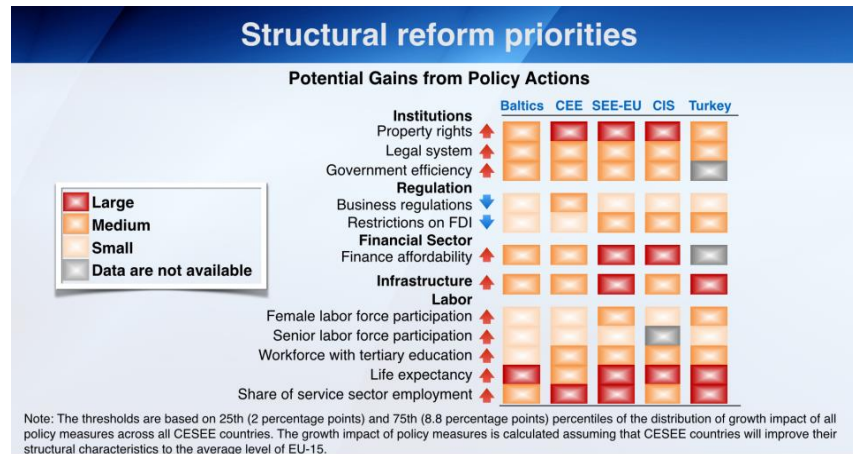 Structural reform priorities
Potential Gains from Policy Actions
Baltics CEE SEE-EU CIS Turkey
Institutions
Property rights
Legal system
Government efficiency
Regulation
Business regulations
Restrictions on FDI
Financial Sector
Finance affordability
Infrastructure
Labor
Female labor force participation
Senior labor force participation
Workforce with tertiary education
Life expectancy
Share of service sector employment
Large
Medium
Small
Data are not available
Note: The thresholds are based on 25th (2 percentage points) and 75th (8.8 percentage points) percentiles of the distribution of growth impact of all
policy measures across all CESEE countries. The growth impact of policy measures is calculated assuming that CESEE countries will improve their
structural characteristics to the average level of EU-15.